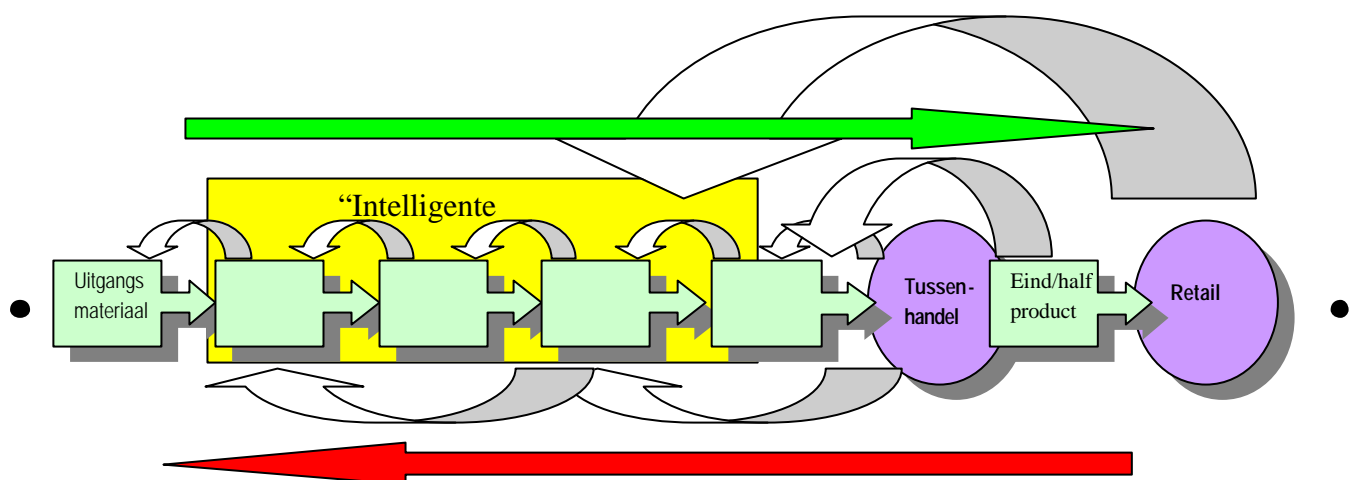 “Intelligente
Uitgangs
materiaal
Tussen-
handel
Eind/half
product
Retail